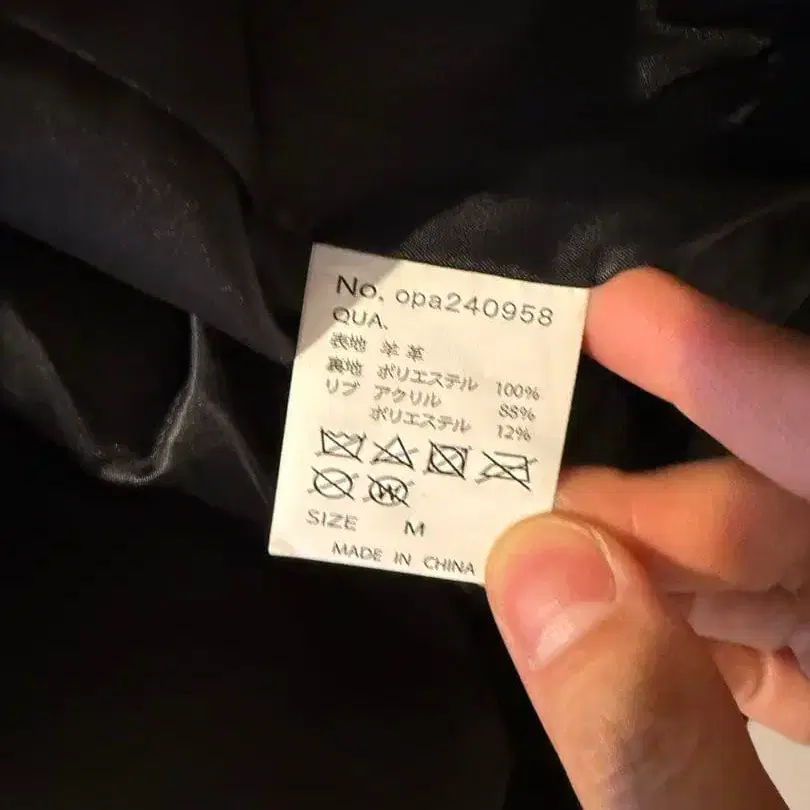 No. opa240958
QUA.
表地 羊革
裏地 ポリエステル 100%
リブ アクリル 88%
ポリエステル 12%
W
SIZE M
MADE IN CHINA